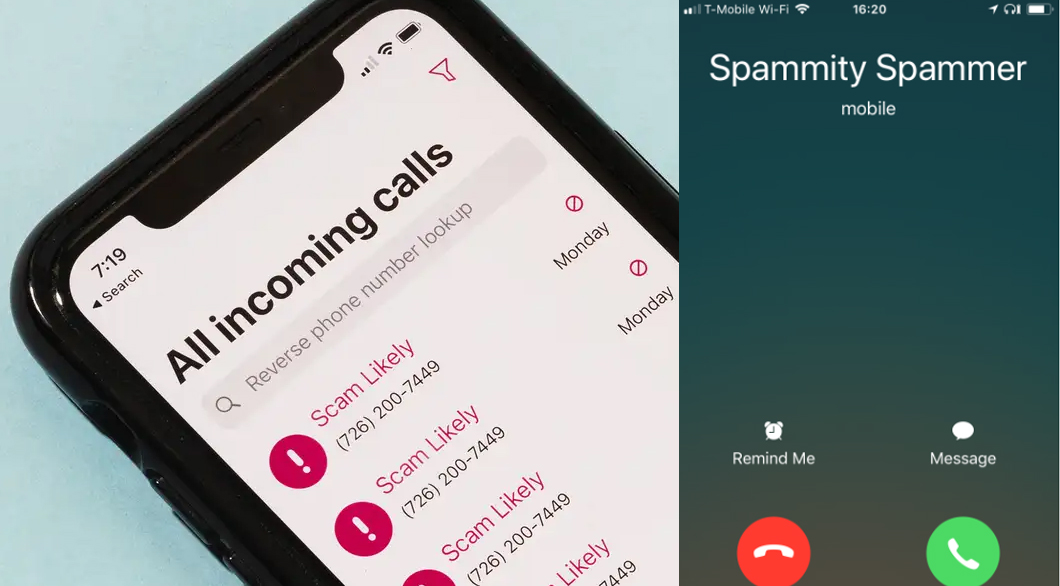 7:19
◀ Search
All incoming calls
Reverse phone number lookup
Scam Likely
(726) 200-7449
Monday
Scam Likely
(726) 200-7449
Monday
Scam Likely
(726) 200-7449
Likely
7449
T-Mobile Wi-Fi
16:20
Spammity Spammer
mobile
Remind Me
Message